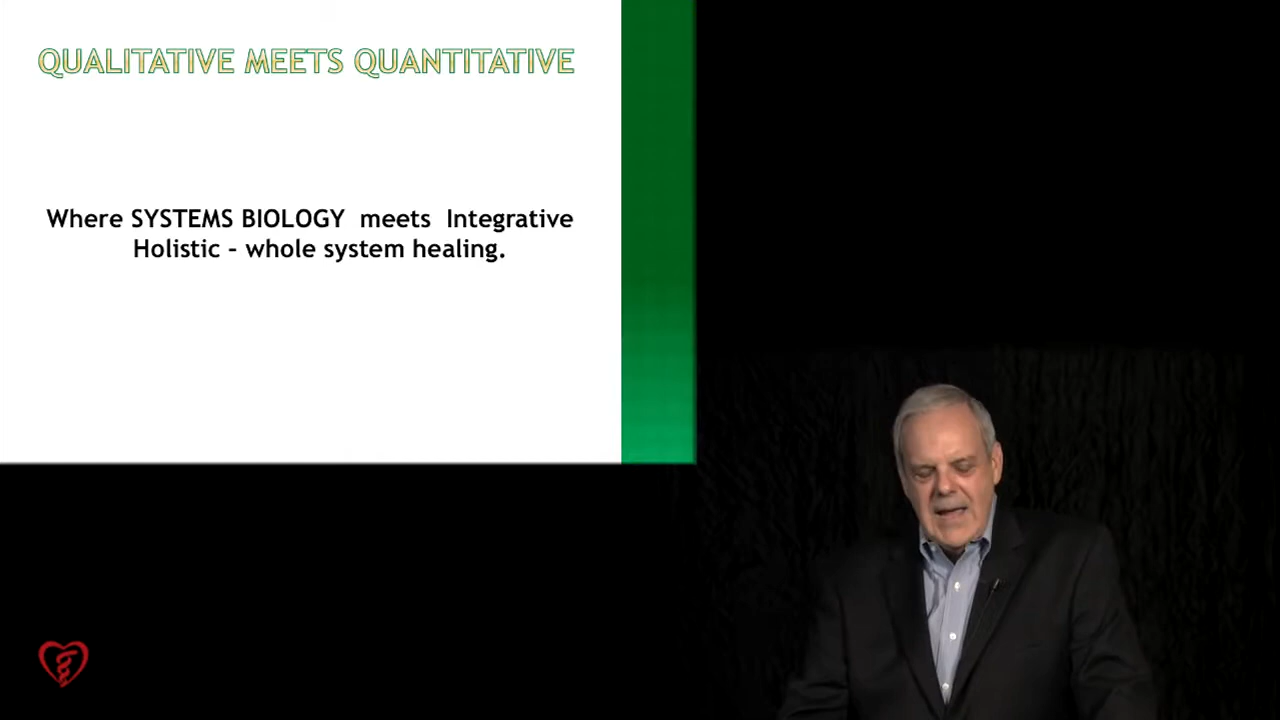 QUALITATIVE MEETS QUANTITATIVE
Where SYSTEMS BIOLOGY meets Integrative
Holistic - whole system healing.